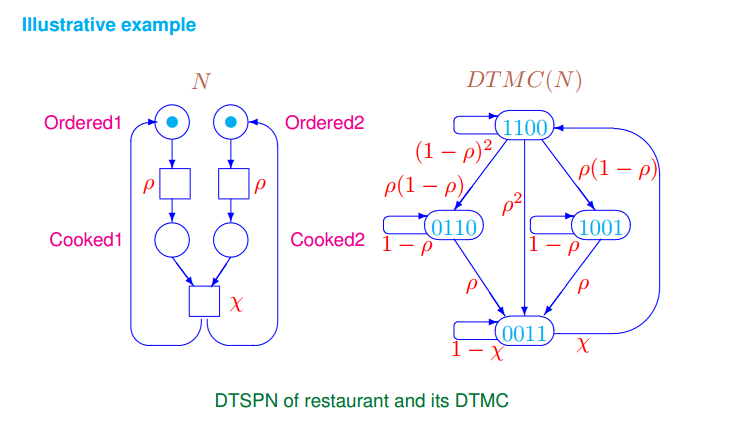 Illustrative example
N
DTMC(N)
Ordered1
Ordered2
1100
(1 − ρ)²
ρ(1 − ρ)
ρ(1 − ρ)
ρ
ρ
ρ²
Cooked1
Cooked2
0110
1001
1 − ρ
1 − ρ
ρ
ρ
χ
0011
1 − χ
χ
DTSPN of restaurant and its DTMC